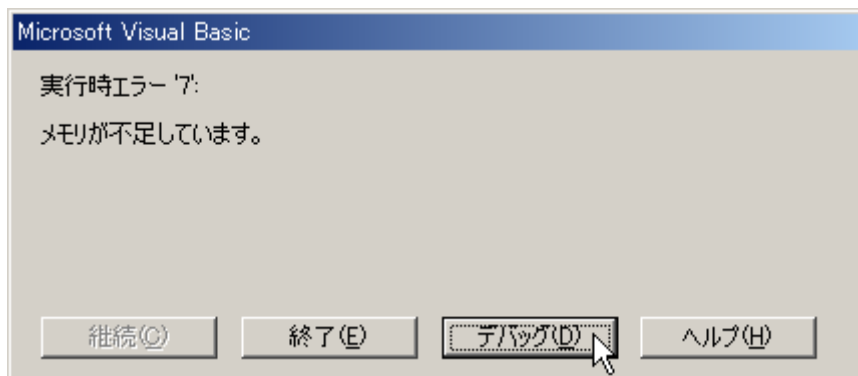 Microsoft Visual Basic
実行時エラー '7':
メモリが不足しています。
継続(C) 終了(E) デバッグ(D) ヘルプ(H)